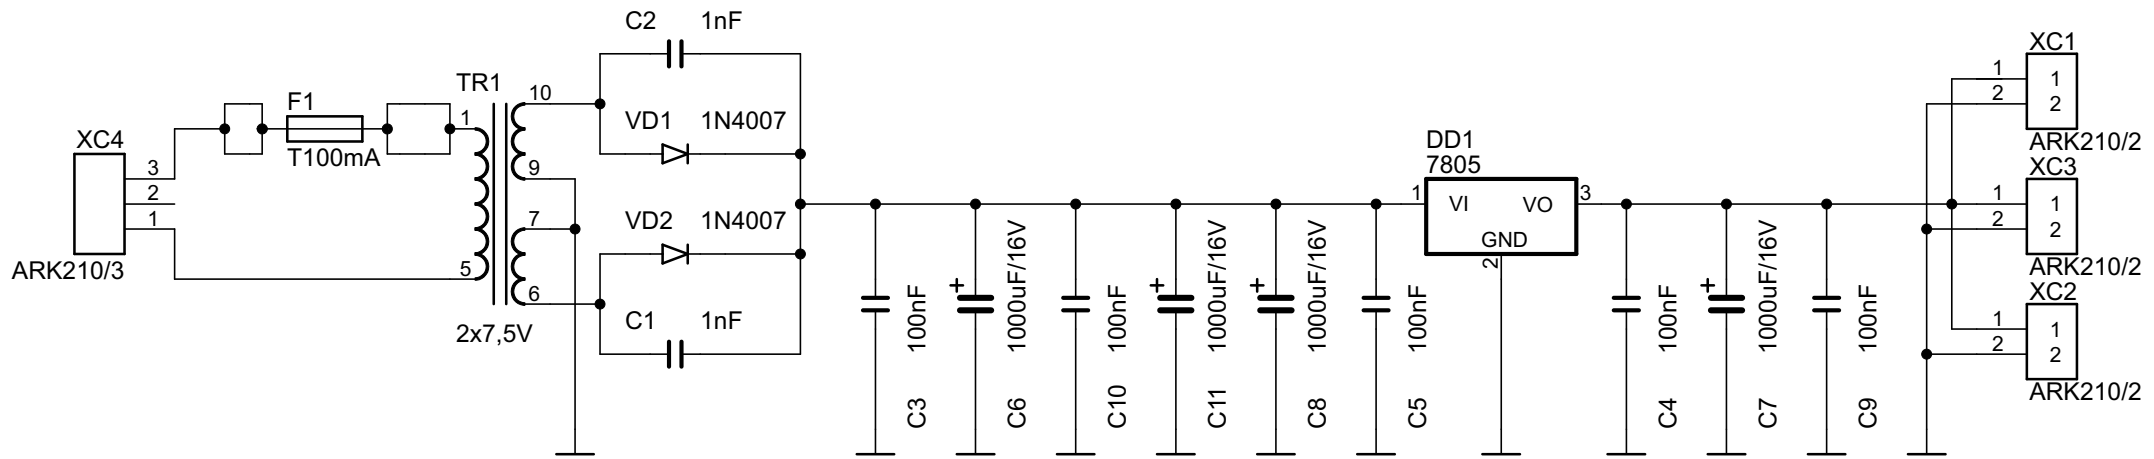 C2 1nF
XC1
1 1
2 2
ARK210/2
TR1
10
F1
1
T100mA
VD1 1N4007
XC4
3
2
1
ARK210/3
9
7
5
6
2x7,5V
VD2 1N4007
C1 1nF
100nF
C3
+
1000uF/16V
C6
100nF
C10
+
1000uF/16V
C11
+
1000uF/16V
C8
100nF
C5
DD1
7805
1 VI VO 3
GND
2
100nF
C4
+
1000uF/16V
C7
100nF
C9
XC3
1 1
2 2
ARK210/2
XC2
1 1
2 2
ARK210/2